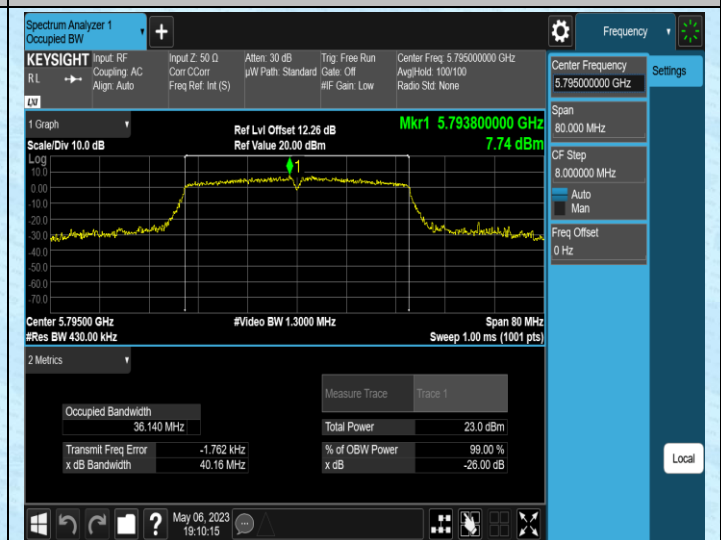 Spectrum Analyzer 1
Occupied BW
+
Frequency
KEYSIGHT
R L
LXI
Input: RF
Coupling: AC
Align: Auto
Input Z: 50 Ω
Corr CCorr
Freq Ref: Int (S)
Atten: 30 dB
µW Path: Standard
Trig: Free Run
Gate: Off
#IF Gain: Low
Center Freq: 5.795000000 GHz
Avg|Hold: 100/100
Radio Std: None
Center Frequency
5.795000000 GHz
Settings
Span
80.000 MHz
CF Step
8.000000 MHz
Auto
Man
Freq Offset
0 Hz
1 Graph
Scale/Div 10.0 dB
Ref Lvl Offset 12.26 dB
Ref Value 20.00 dBm
Mkr1 5.793800000 GHz
7.74 dBm
Log
10.0
0.00
-10.0
-20.0
-30.0
-40.0
-50.0
-60.0
-70.0
1
Center 5.79500 GHz
#Res BW 430.00 kHz
#Video BW 1.3000 MHz
Span 80 MHz
Sweep 1.00 ms (1001 pts)
2 Metrics
Measure Trace
Trace 1
Occupied Bandwidth
36.140 MHz
Total Power
23.0 dBm
Transmit Freq Error
-1.762 kHz
% of OBW Power
99.00 %
x dB Bandwidth
40.16 MHz
x dB
-26.00 dB
Local
?
May 06, 2023
19:10:15